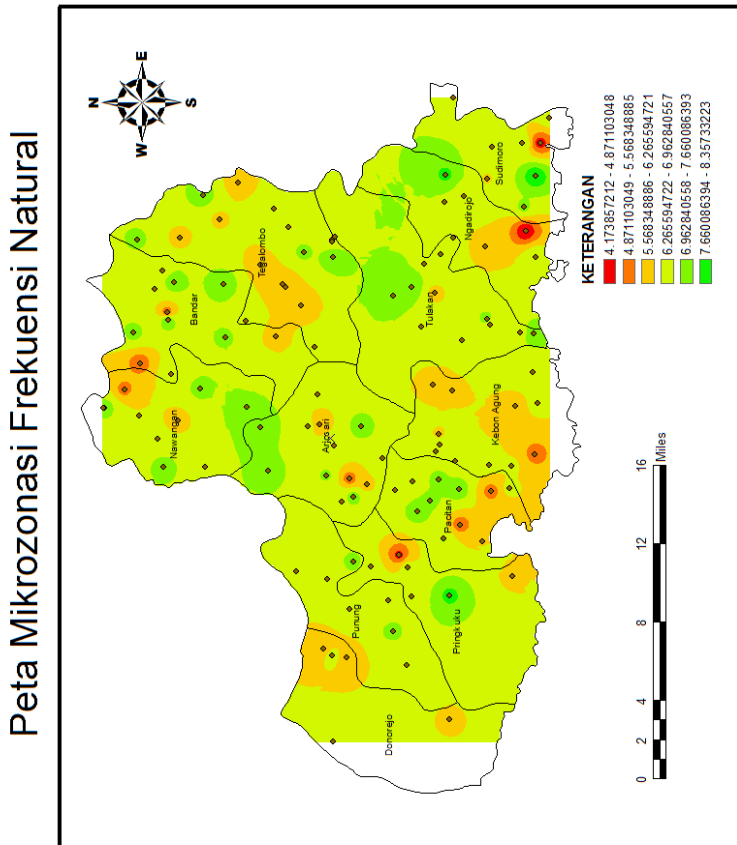 Peta Mikrozonasi Frekuensi Natural
N
E
W
S
Nawangan
Bandar
Tegalombo
Arjosari
Tulakan
Ngadirojo
Sudimoro
Kebon Agung
Pacitan
Punung
Pringkuku
Donorejo
KETERANGAN
4.173857212 - 4.871103048
4.871103049 - 5.568348885
5.568348886 - 6.265594721
6.265594722 - 6.962840557
6.962840558 - 7.660086393
7.660086394 - 8.35733223
0 2 4 8 12 16
Miles